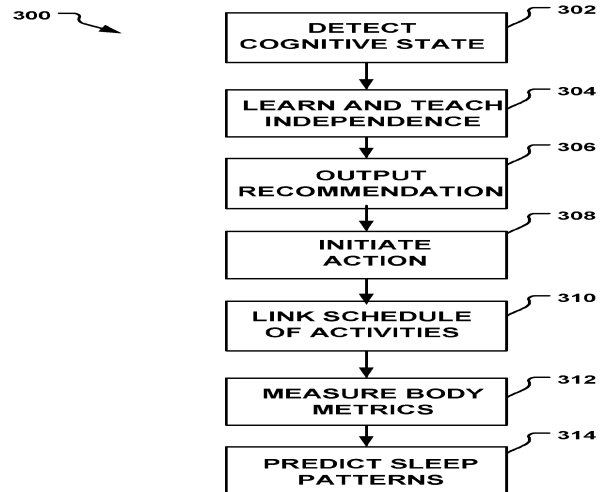 300
302
DETECT
COGNITIVE STATE
304
LEARN AND TEACH
INDEPENDENCE
306
OUTPUT
RECOMMENDATION
308
INITIATE
ACTION
310
LINK SCHEDULE
OF ACTIVITIES
312
MEASURE BODY
METRICS
314
PREDICT SLEEP
PATTERNS